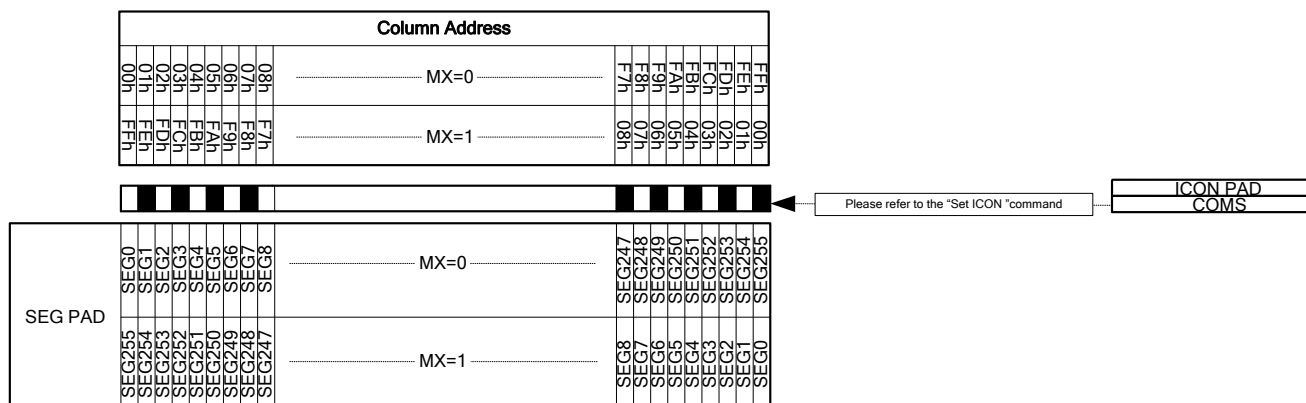 Column Address
00h 01h 02h 03h 04h 05h 06h 07h 08h MX=0 F7h F8h F9h FAh FBh FCh FDh FEh FFh
FFh FEh FDh FCh FBh FAh F9h F8h F7h MX=1 08h 07h 06h 05h 04h 03h 02h 01h 00h
Please refer to the “Set ICON ”command
ICON PAD
COMS
SEG PAD
SEG0 SEG1 SEG2 SEG3 SEG4 SEG5 SEG6 SEG7 SEG8 MX=0 SEG247 SEG248 SEG249 SEG250 SEG251 SEG252 SEG253 SEG254 SEG255
SEG255 SEG254 SEG253 SEG252 SEG251 SEG250 SEG249 SEG248 SEG247 MX=1 SEG8 SEG7 SEG6 SEG5 SEG4 SEG3 SEG2 SEG1 SEG0